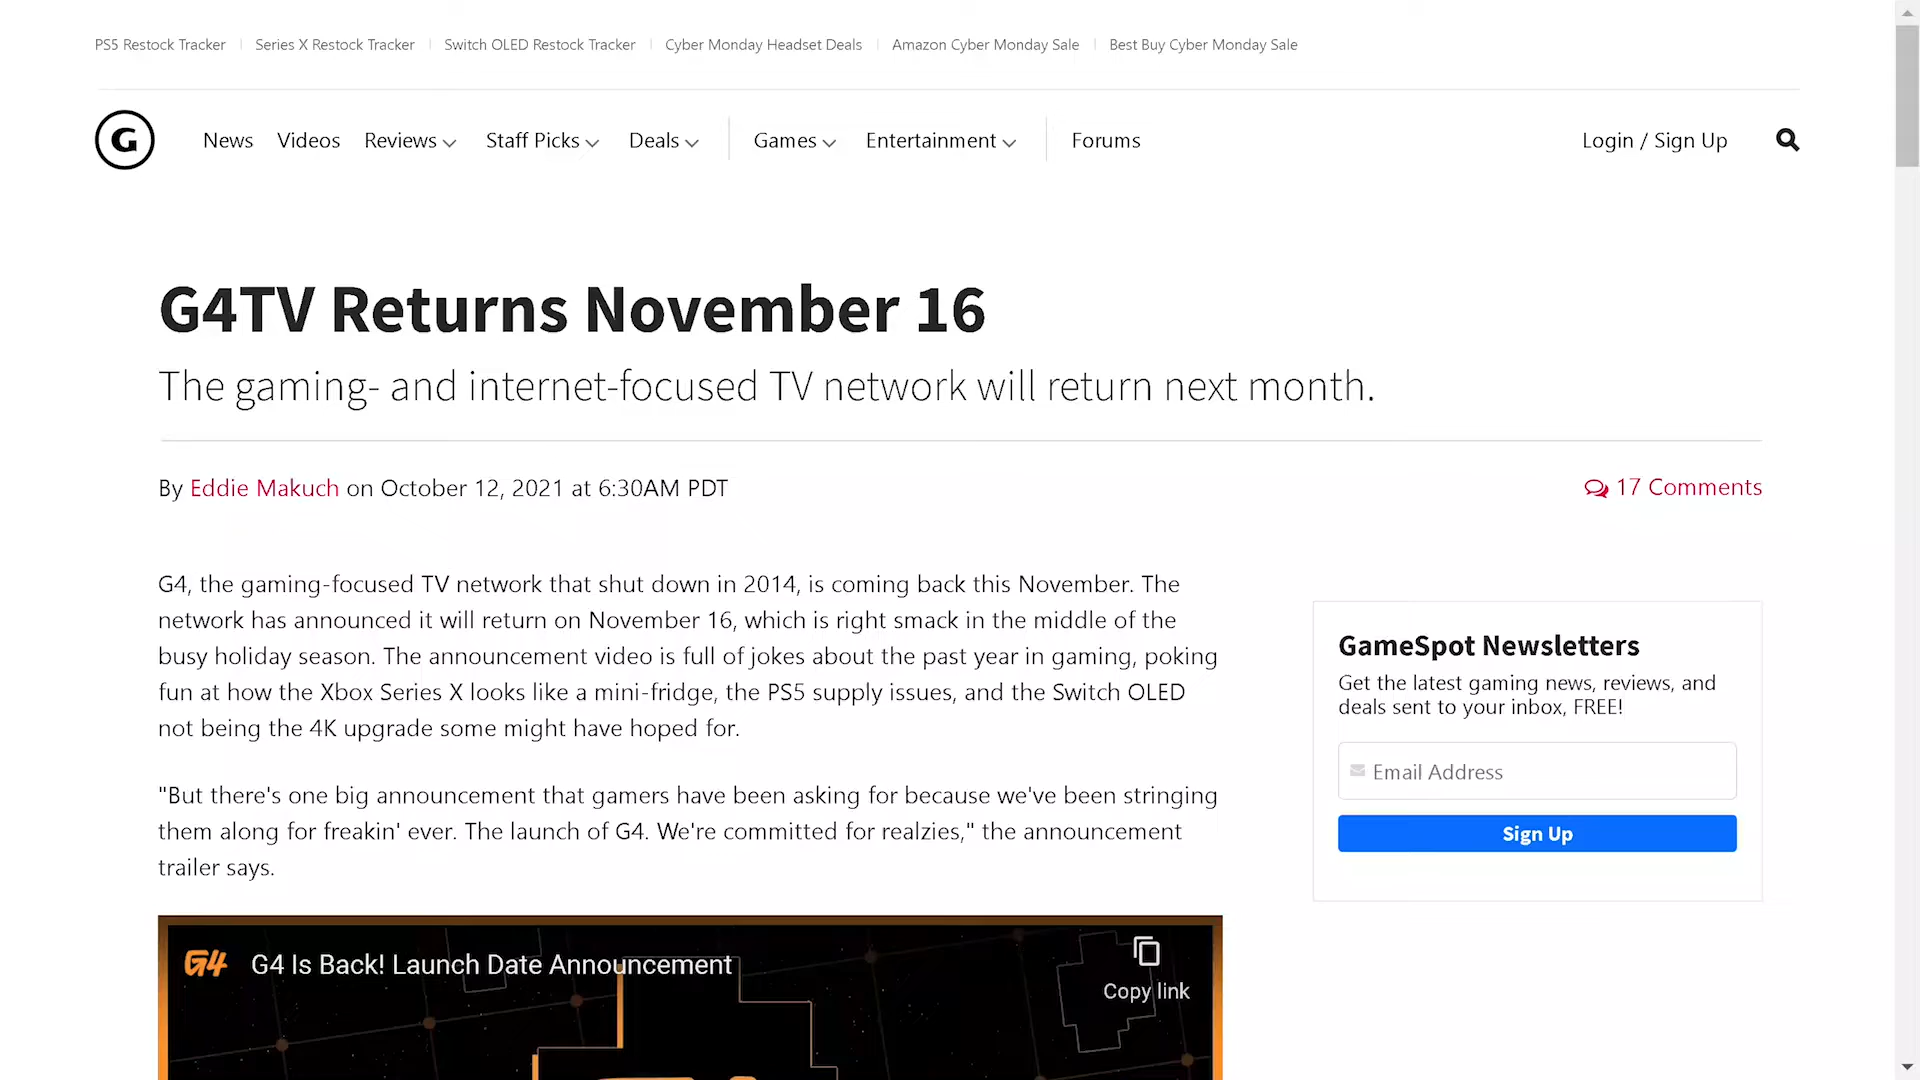 PS5 Restock Tracker
Series X Restock Tracker
Switch OLED Restock Tracker
Cyber Monday Headset Deals
Amazon Cyber Monday Sale
Best Buy Cyber Monday Sale
G
News
Videos
Reviews
Staff Picks
Deals
Games
Entertainment
Forums
Login / Sign Up
G4TV Returns November 16
The gaming- and internet-focused TV network will return next month.
By Eddie Makuch on October 12, 2021 at 6:30AM PDT
17 Comments
G4, the gaming-focused TV network that shut down in 2014, is coming back this November. The
network has announced it will return on November 16, which is right smack in the middle of the
busy holiday season. The announcement video is full of jokes about the past year in gaming, poking
fun at how the Xbox Series X looks like a mini-fridge, the PS5 supply issues, and the Switch OLED
not being the 4K upgrade some might have hoped for.
"But there's one big announcement that gamers have been asking for because we've been stringing
them along for freakin' ever. The launch of G4. We're committed for realzies," the announcement
trailer says.
G4
G4 Is Back! Launch Date Announcement
Copy link
GameSpot Newsletters
Get the latest gaming news, reviews, and
deals sent to your inbox, FREE!
Email Address
Sign Up